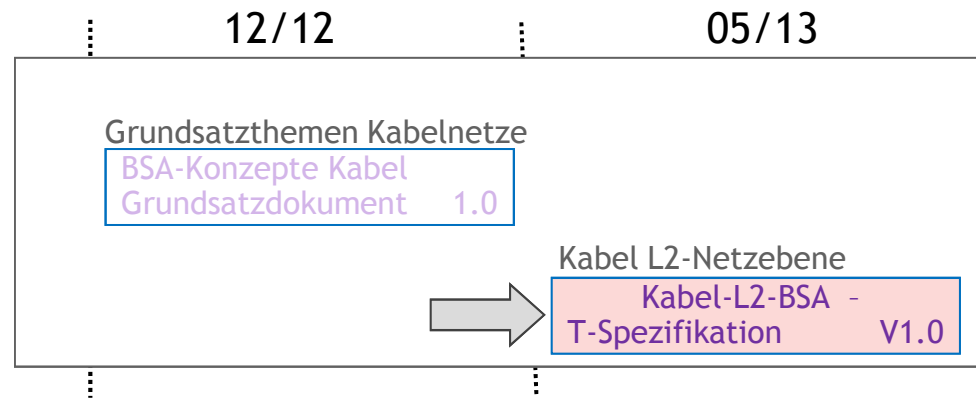 12/12 05/13
Grundsatzthemen Kabelnetze
BSA-Konzepte Kabel
Grundsatzdokument 1.0
Kabel L2-Netzebene
Kabel-L2-BSA –
T-Spezifikation V1.0